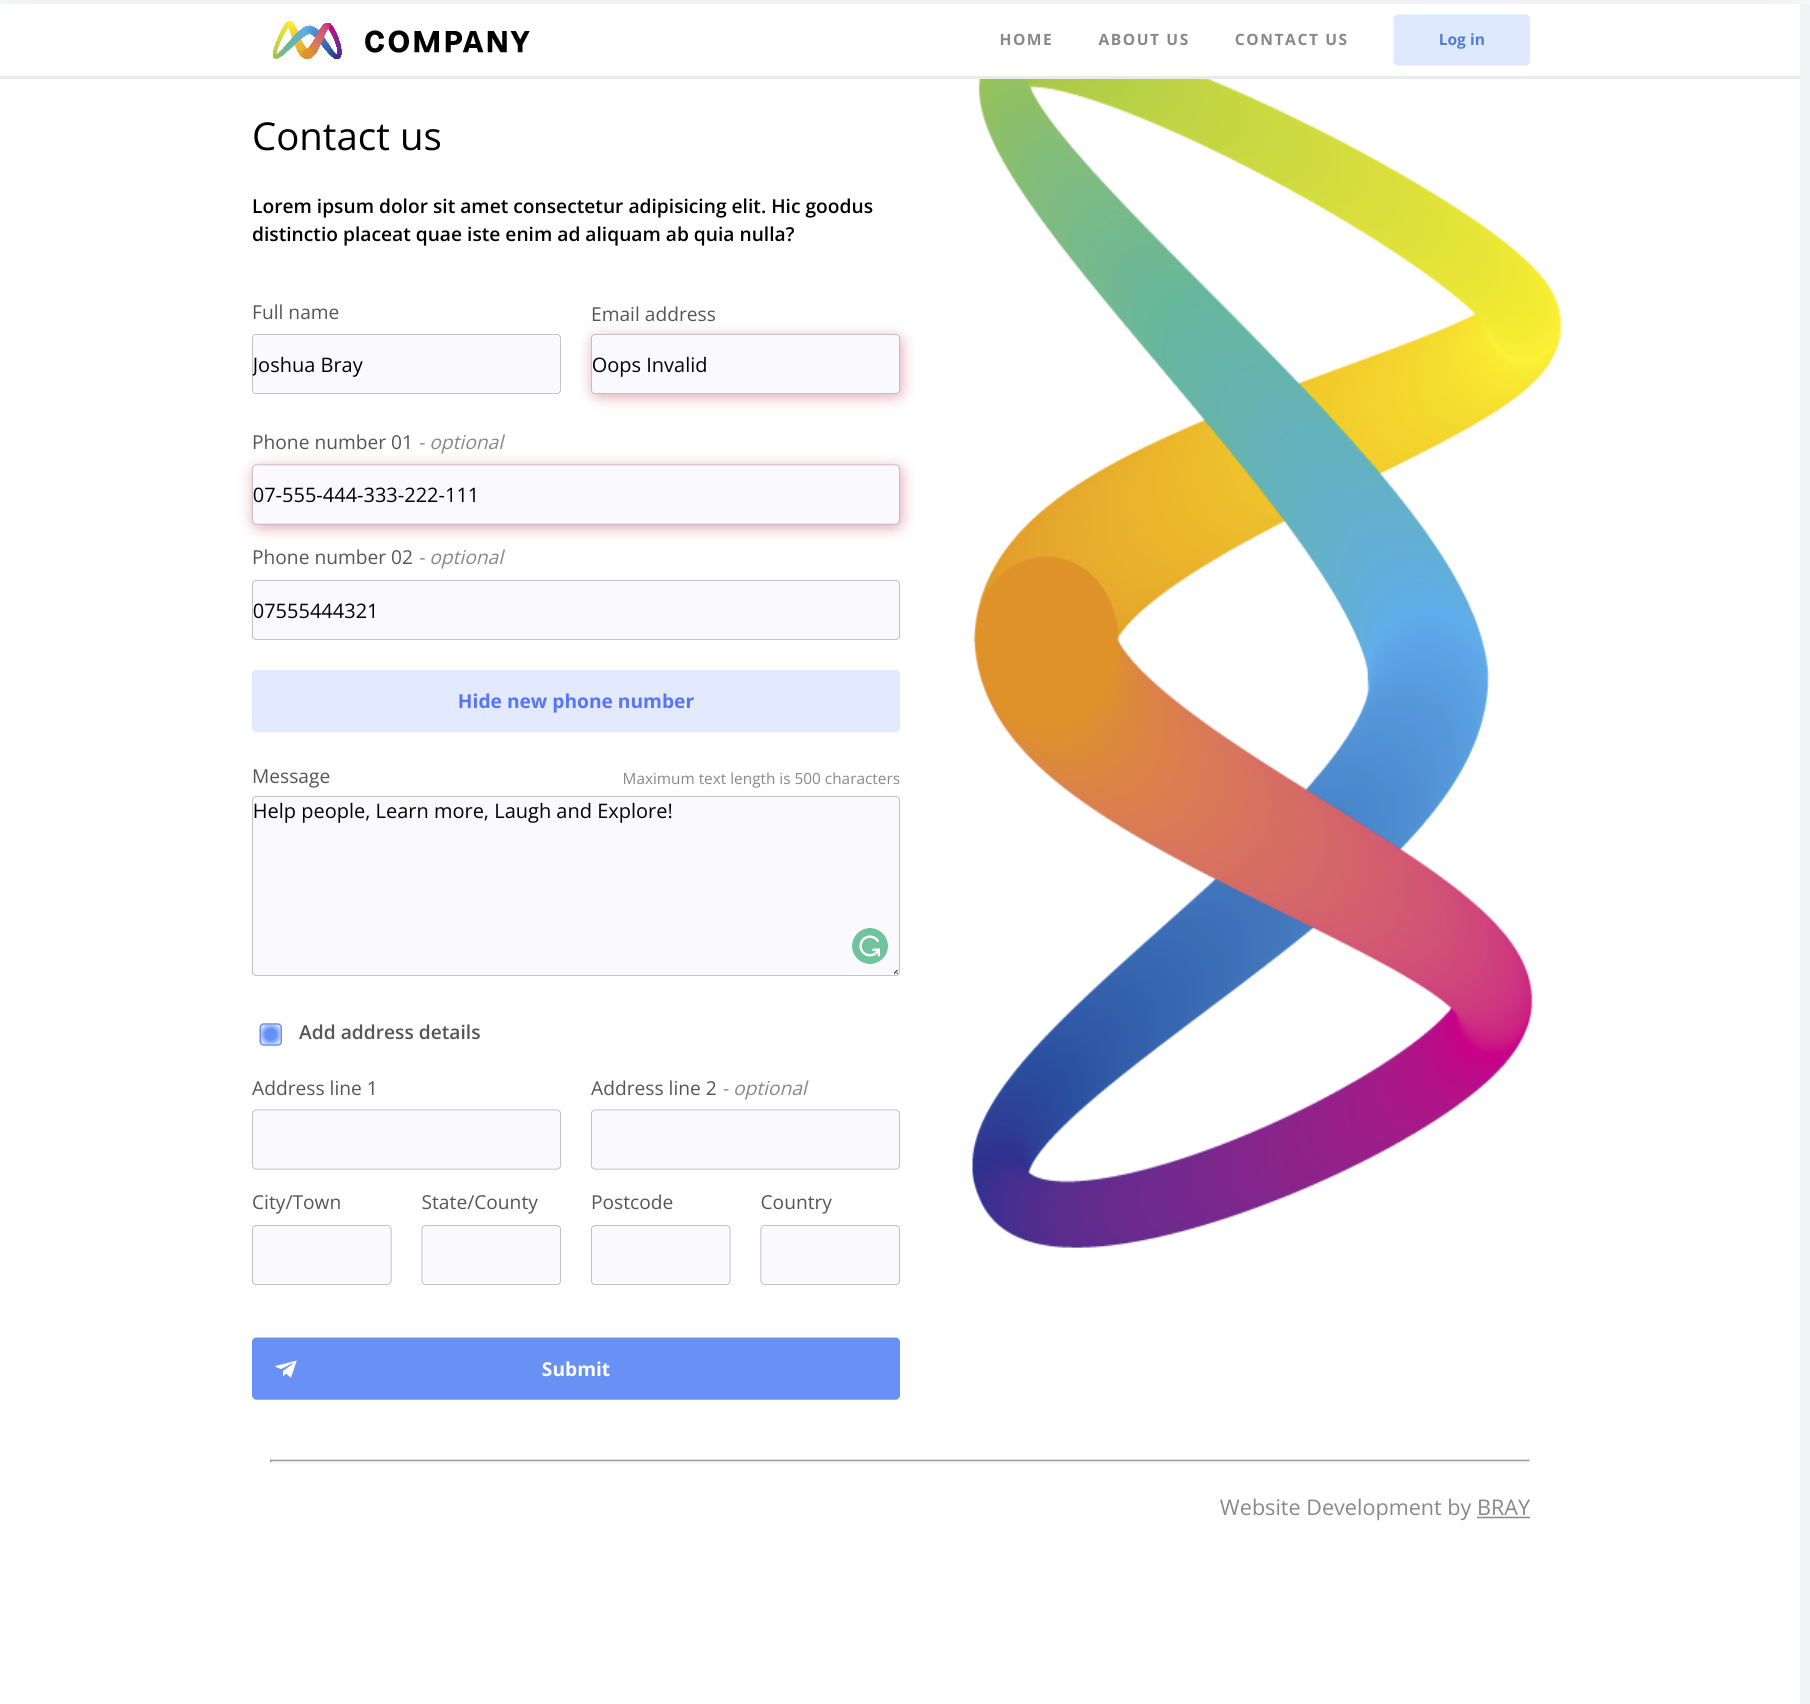 COMPANY
HOME
ABOUT US
CONTACT US
Log in
Contact us
Lorem ipsum dolor sit amet consectetur adipisicing elit. Hic goodus
distinctio placeat quae iste enim ad aliquam ab quia nulla?
Full name
Email address
Joshua Bray
Oops Invalid
Phone number 01 - optional
07-555-444-333-222-111
Phone number 02 - optional
07555444321
Hide new phone number
Message
Maximum text length is 500 characters
Help people, Learn more, Laugh and Explore!
Add address details
Address line 1
Address line 2 - optional
City/Town
State/County
Postcode
Country
Submit
Website Development by BRAY